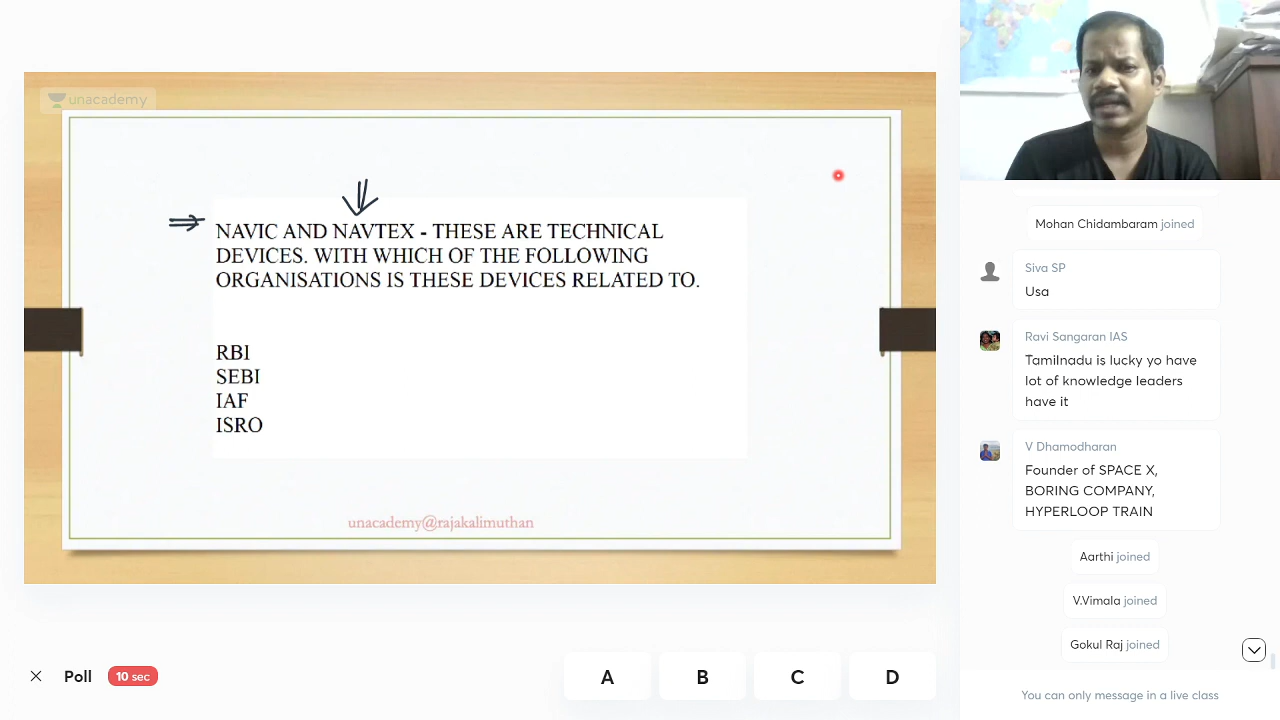 unacademy
NAVIC AND NAVTEX - THESE ARE TECHNICAL
DEVICES. WITH WHICH OF THE FOLLOWING
ORGANISATIONS IS THESE DEVICES RELATED TO.
RBI
SEBI
IAF
ISRO
unacademy@rajakalimuthan
Poll
10 sec
A
B
C
D
Mohan Chidambaram joined
Siva SP
Usa
Ravi Sangaran IAS
Tamilnadu is lucky yo have
lot of knowledge leaders
have it
V Dhamodharan
Founder of SPACE X,
BORING COMPANY,
HYPERLOOP TRAIN
Aarthi joined
V.Vimala joined
Gokul Raj joined
You can only message in a live class